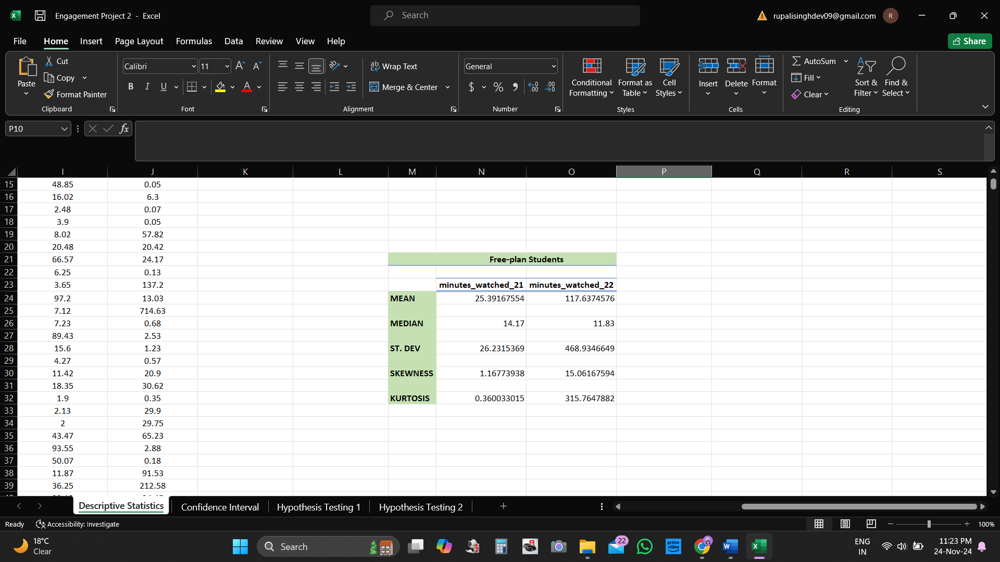 Engagement Project 2 - Excel
Search
rupalisinghdev09@gmail.com
R
File Home Insert Page Layout Formulas Data Review View Help
Share
Paste
Cut
Copy
Format Painter
Clipboard
Calibri 11
B I U
Font
Wrap Text
Merge & Center
Alignment
General
$ % 9
Number
Conditional Formatting
Format as Table
Cell Styles
Styles
Insert Delete Format
Cells
AutoSum
Fill
Clear
Sort & Filter
Find & Select
Editing
P10
fx
I J K L M N O P Q R S
15 48.85 0.05
16 16.02 6.3
17 2.48 0.07
18 3.9 0.05
19 8.02 57.82
20 20.48 20.42
21 66.57 24.17 Free-plan Students
22 6.25 0.13
23 3.65 137.2 minutes_watched_21 minutes_watched_22
24 97.2 13.03 MEAN 25.39167554 117.6374576
25 7.12 714.63
26 7.23 0.68 MEDIAN 14.17 11.83
27 89.43 2.53
28 15.6 1.23 ST. DEV 26.2315369 468.9346649
29 4.27 0.57
30 11.42 20.9 SKEWNESS 1.16773938 15.06167594
31 18.35 30.62
32 1.9 0.35 KURTOSIS 0.360033015 315.7647882
33 2.13 29.9
34 2 29.75
35 43.47 65.23
36 93.55 2.88
37 50.07 0.18
38 11.87 91.53
39 36.25 212.58
Descriptive Statistics Confidence Interval Hypothesis Testing 1 Hypothesis Testing 2
Ready Accessibility: Investigate 100%
18°C
Clear
Search
22
prime video
ENG
IN
11:23 PM
24-Nov-24